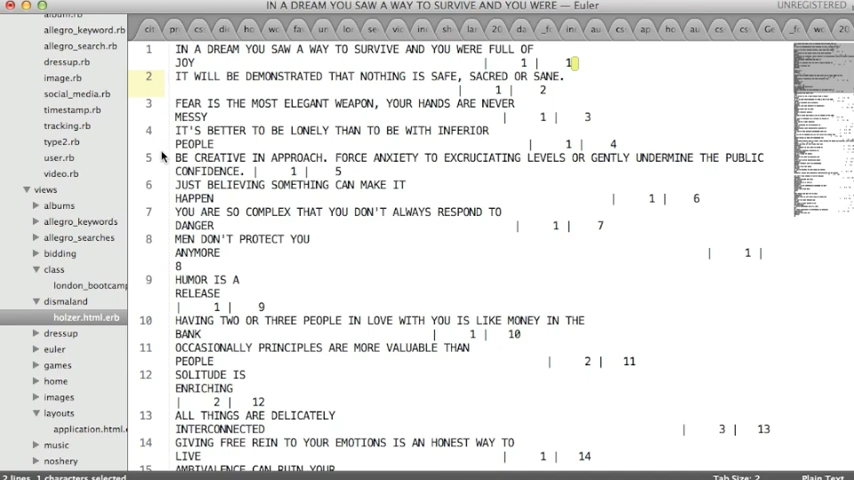 IN A DREAM YOU SAW A WAY TO SURVIVE AND YOU WERE — Euler
UNREGISTERED
allegro_keyword.rb
allegro_search.rb
dressup.rb
image.rb
social_media.rb
timestamp.rb
tracking.rb
type2.rb
user.rb
video.rb
views
albums
allegro_keywords
allegro_searches
bidding
class
london_bootcamp
dismaland
holzer.html.erb
dressup
euler
games
home
images
layouts
application.html.e
music
noshery
1 IN A DREAM YOU SAW A WAY TO SURVIVE AND YOU WERE FULL OF
JOY | 1 | 1
2 IT WILL BE DEMONSTRATED THAT NOTHING IS SAFE, SACRED OR SANE.
| 1 | 2
3 FEAR IS THE MOST ELEGANT WEAPON, YOUR HANDS ARE NEVER
MESSY | 1 | 3
4 IT'S BETTER TO BE LONELY THAN TO BE WITH INFERIOR
PEOPLE | 1 | 4
5 BE CREATIVE IN APPROACH. FORCE ANXIETY TO EXCRUCIATING LEVELS OR GENTLY UNDERMINE THE PUBLIC
CONFIDENCE. | 1 | 5
6 JUST BELIEVING SOMETHING CAN MAKE IT
HAPPEN | 1 | 6
7 YOU ARE SO COMPLEX THAT YOU DON'T ALWAYS RESPOND TO
DANGER | 1 | 7
8 MEN DON'T PROTECT YOU
ANYMORE | 1 |
8
9 HUMOR IS A
RELEASE
| 1 | 9
10 HAVING TWO OR THREE PEOPLE IN LOVE WITH YOU IS LIKE MONEY IN THE
BANK | 1 | 10
11 OCCASIONALLY PRINCIPLES ARE MORE VALUABLE THAN
PEOPLE | 2 | 11
12 SOLITUDE IS
ENRICHING
| 2 | 12
13 ALL THINGS ARE DELICATELY
INTERCONNECTED | 3 | 13
14 GIVING FREE REIN TO YOUR EMOTIONS IS AN HONEST WAY TO
LIVE | 1 | 14
15 AMBIVALENCE CAN RUIN YOUR
2 lines, 1 characters selected
Tab Size: 2
Plain Text